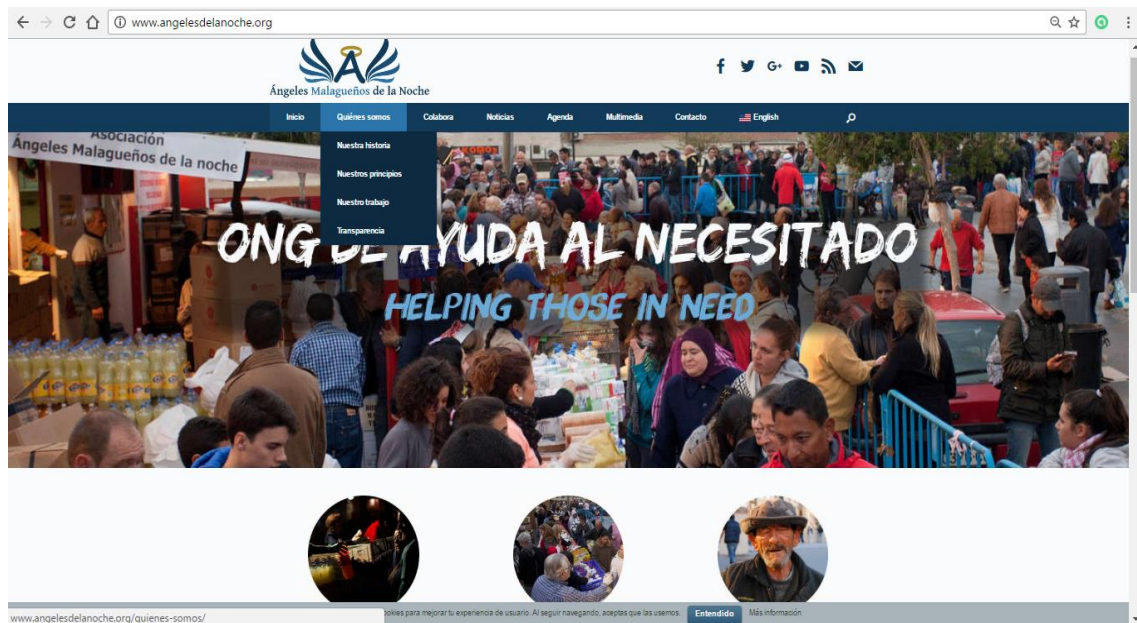 www.angelesdelanoche.org
Ángeles Malagueños de la Noche
Inicio
Quiénes somos
Colabora
Noticias
Agenda
Multimedia
Contacto
English
Nuestra historia
Nuestros principios
Nuestro trabajo
Transparencia
Asociación
Ángeles Malagueños de la noche
ONG DE AYUDA AL NECESITADO
HELPING THOSE IN NEED
para mejorar tu experiencia de usuario. Al seguir navegando, aceptas que las usemos.
Entendido
Más información
www.angelesdelanoche.org/quienes-somos/